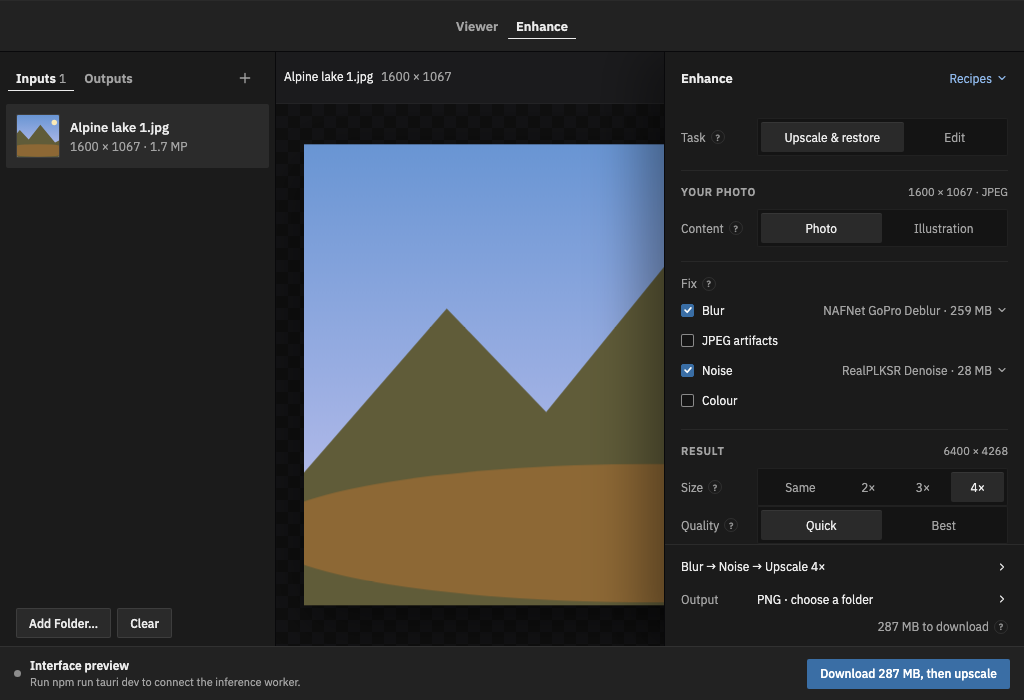 Viewer Enhance
Inputs 1 Outputs +
Alpine lake 1.jpg
1600 × 1067 · 1.7 MP
Add Folder... Clear
Alpine lake 1.jpg 1600 × 1067
Enhance Recipes
Task ? Upscale & restore Edit
YOUR PHOTO 1600 × 1067 · JPEG
Content ? Photo Illustration
Fix ?
Blur NAFNet GoPro Deblur · 259 MB
JPEG artifacts
Noise RealPLKSR Denoise · 28 MB
Colour
RESULT 6400 × 4268
Size ? Same 2× 3× 4×
Quality ? Quick Best
Blur → Noise → Upscale 4×
Output PNG · choose a folder
287 MB to download ?
Interface preview
Run npm run tauri dev to connect the inference worker.
Download 287 MB, then upscale